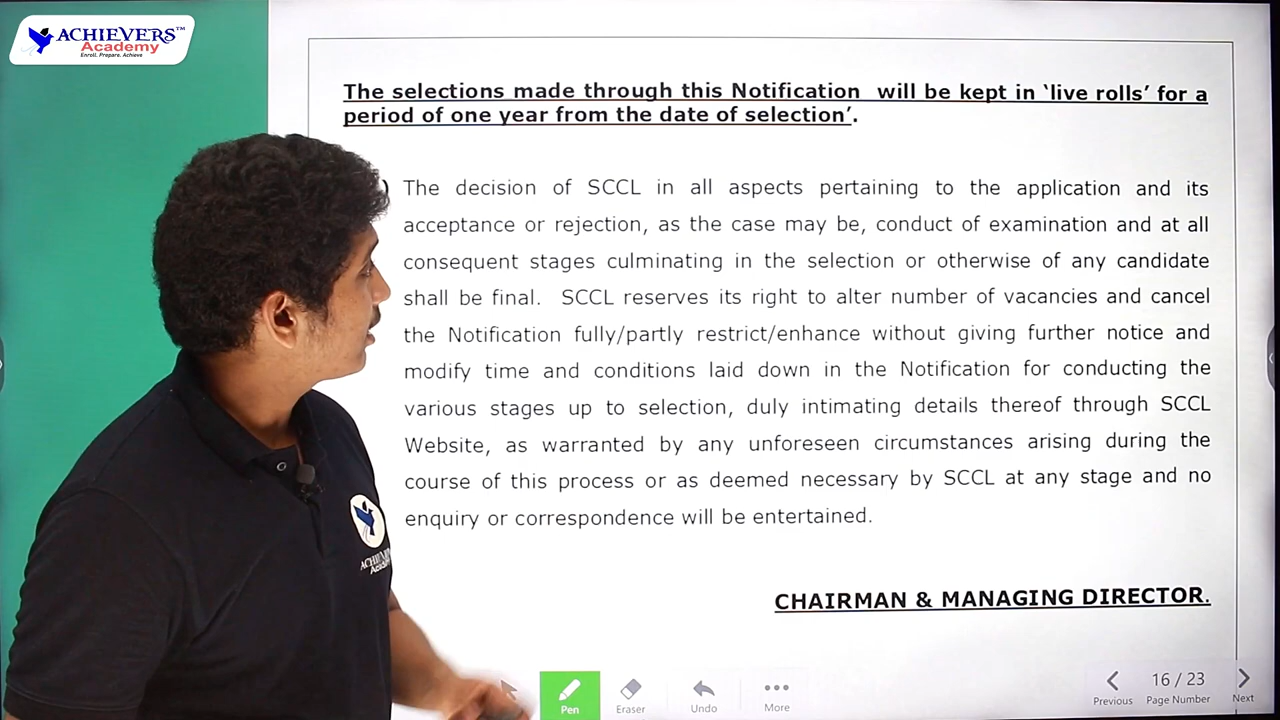 ACHIEVERS™
Academy
Enroll. Prepare. Achieve
The selections made through this Notification will be kept in ‘live rolls’ for a
period of one year from the date of selection’.
The decision of SCCL in all aspects pertaining to the application and its
acceptance or rejection, as the case may be, conduct of examination and at all
consequent stages culminating in the selection or otherwise of any candidate
shall be final. SCCL reserves its right to alter number of vacancies and cancel
the Notification fully/partly restrict/enhance without giving further notice and
modify time and conditions laid down in the Notification for conducting the
various stages up to selection, duly intimating details thereof through SCCL
Website, as warranted by any unforeseen circumstances arising during the
course of this process or as deemed necessary by SCCL at any stage and no
enquiry or correspondence will be entertained.
CHAIRMAN & MANAGING DIRECTOR.
Academy
Pen
Eraser
Undo
More
Previous
16 / 23
Page Number
Next